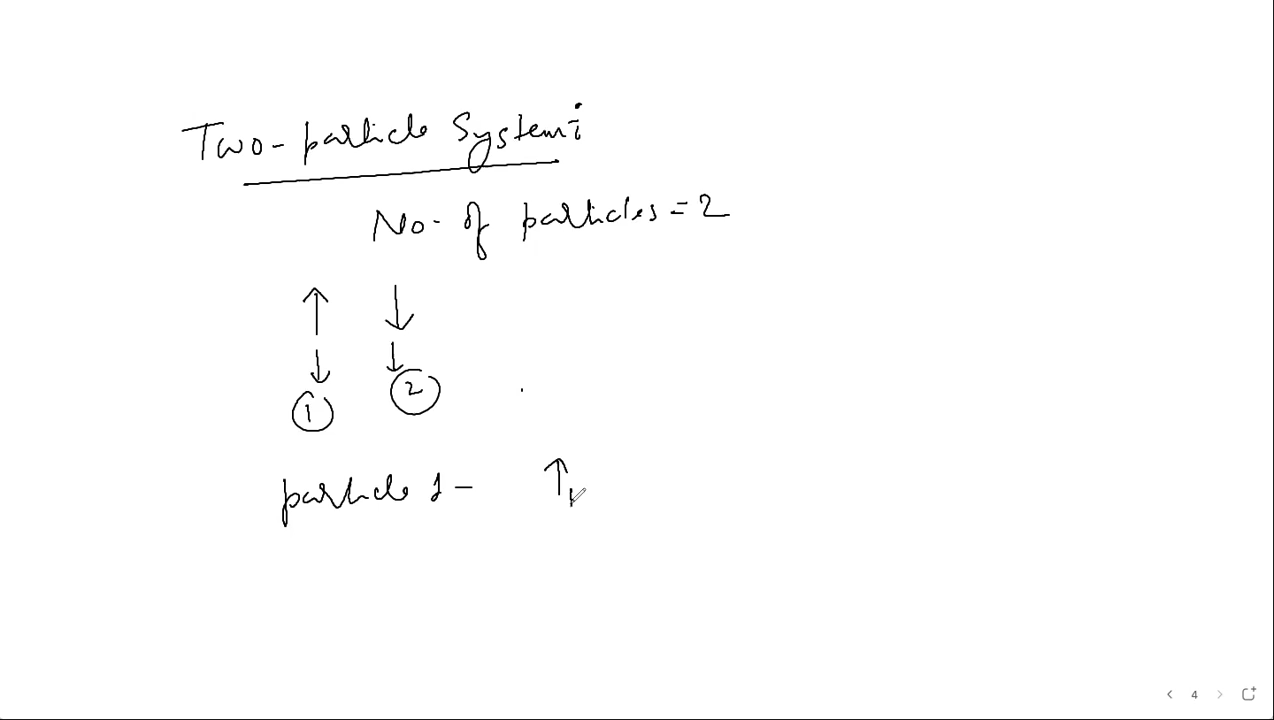 Two-particle System:
No. of particles = 2
↑ ↓
↓ ↓
① ②
particle 1 - ↑
< 4 >